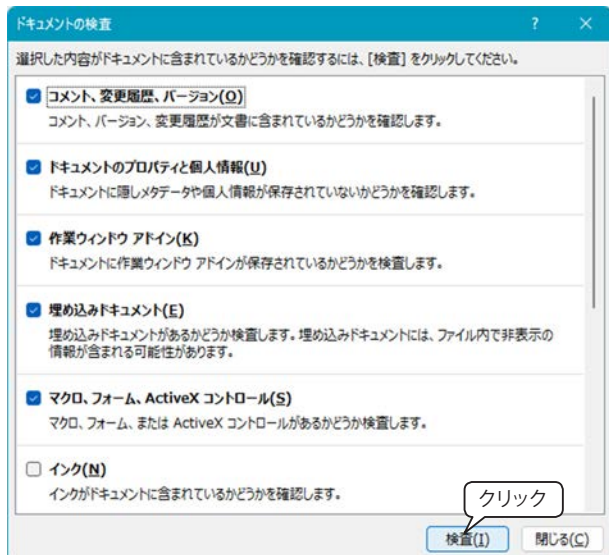 ドキュメントの検査
選択した内容がドキュメントに含まれているかどうかを確認するには、[検査] をクリックしてください。
コメント、変更履歴、バージョン(O)
コメント、バージョン、変更履歴が文書に含まれているかどうかを確認します。
ドキュメントのプロパティと個人情報(U)
ドキュメントに隠しメタデータや個人情報が保存されていないかどうかを確認します。
作業ウィンドウ アドイン(K)
ドキュメントに作業ウィンドウ アドインが保存されているかどうかを検査します。
埋め込みドキュメント(E)
埋め込みドキュメントがあるかどうか検査します。埋め込みドキュメントには、ファイル内で非表示の
情報が含まれる可能性があります。
マクロ、フォーム、ActiveX コントロール(S)
マクロ、フォーム、または ActiveX コントロールがあるかどうか検査します。
インク(N)
インクがドキュメントに含まれているかどうかを確認します。
クリック
検査(I) 閉じる(C)